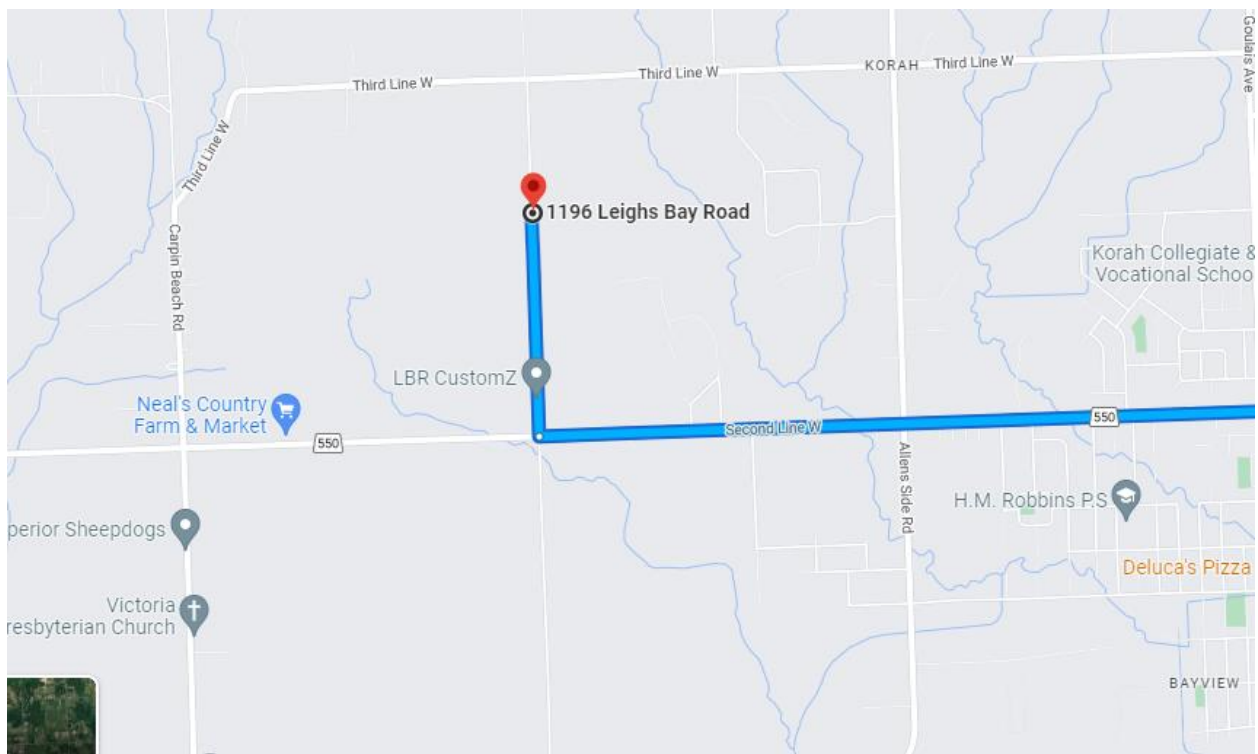 Goulais Ave
Third Line W
KORAH
Third Line W
Third Line W
Third Line W
1196 Leighs Bay Road
Carpin Beach Rd
Korah Collegiate &
Vocational Schoo
LBR CustomZ
Neal's Country
Farm & Market
550
Second Line W
550
Allens Side Rd
H.M. Robbins P.S
perior Sheepdogs
Deluca's Pizza
Victoria
resbyterian Church
BAYVIEW